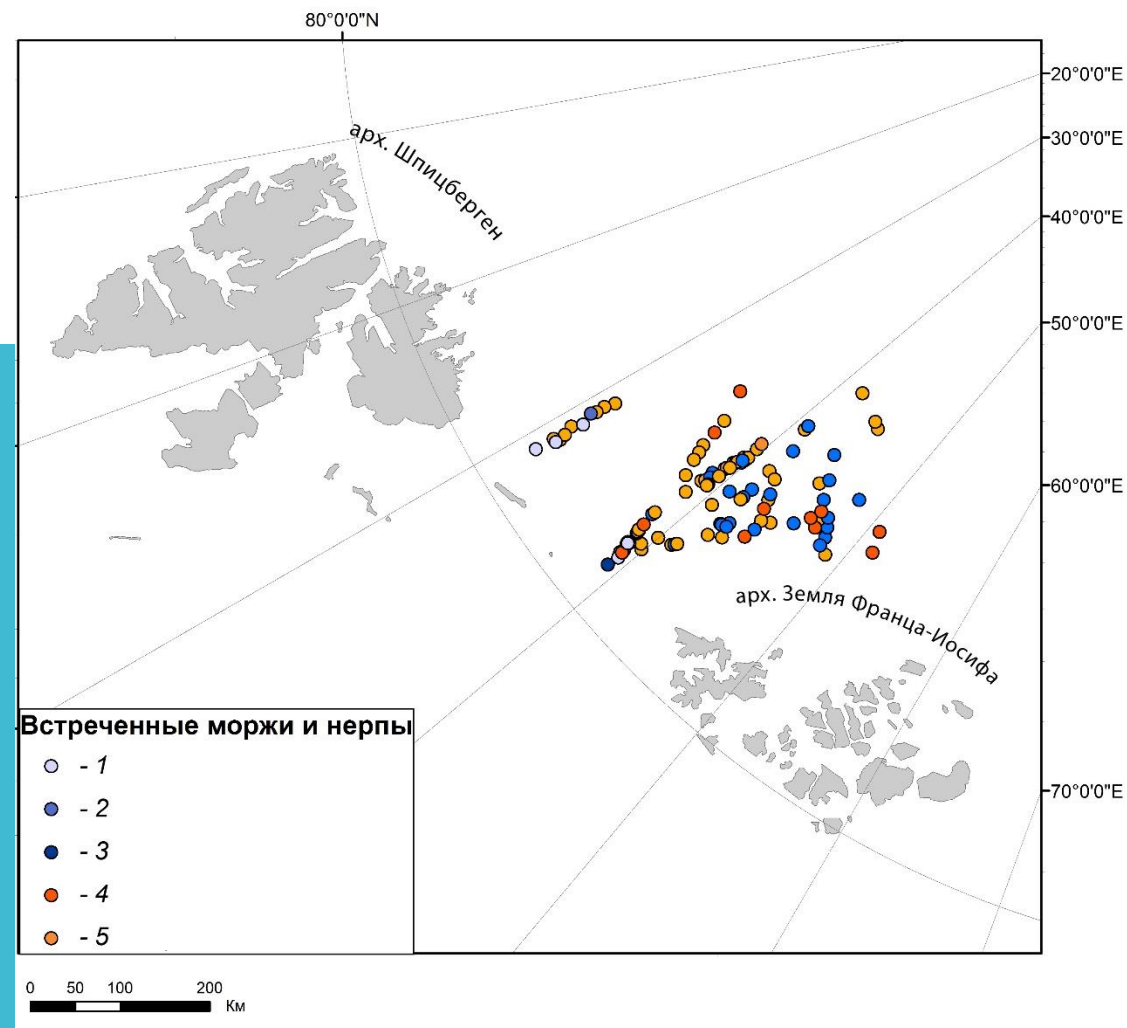 80°0'0"N
20°0'0"E
30°0'0"E
40°0'0"E
50°0'0"E
60°0'0"E
70°0'0"E
арх. Шпицберген
арх. Земля Франца-Иосифа
Встреченные моржи и нерпы
- 1
- 2
- 3
- 4
- 5
0 50 100 200
Км